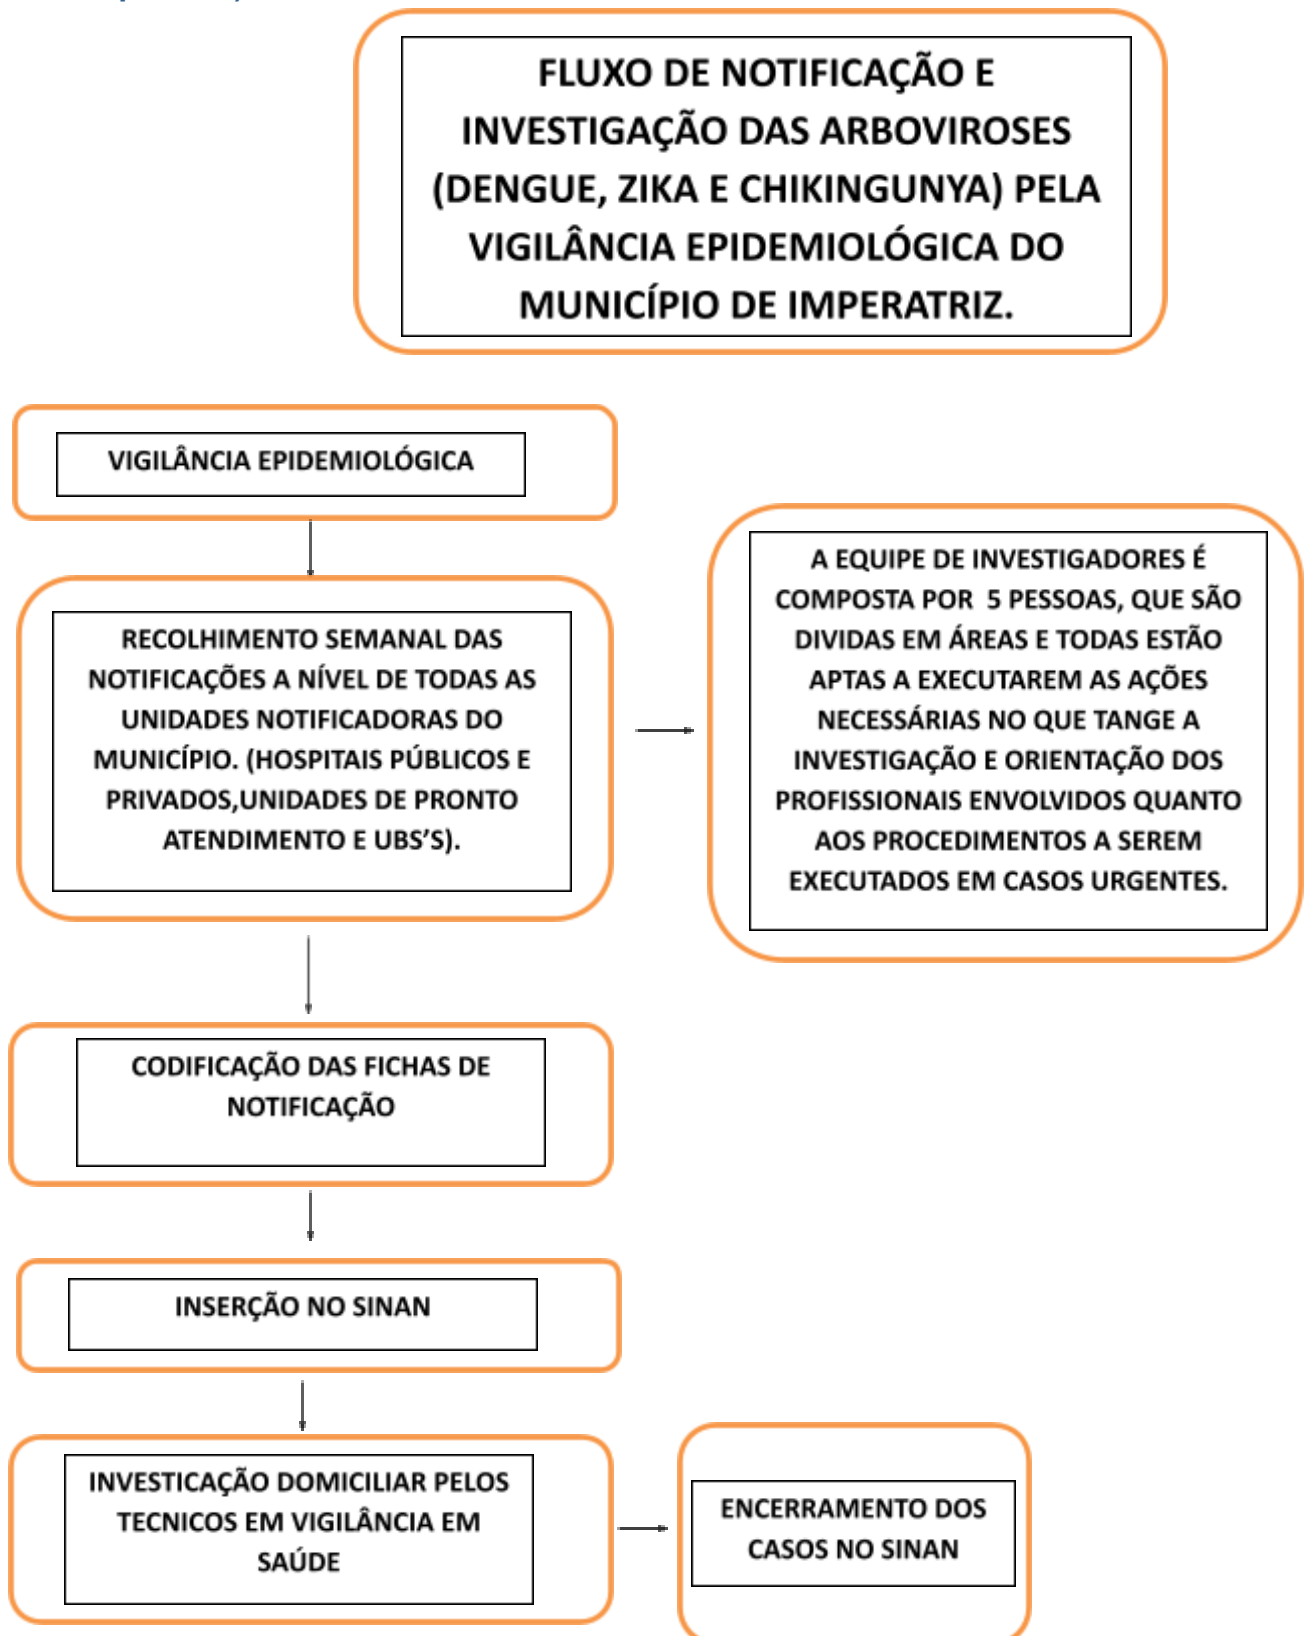 FLUXO DE NOTIFICAÇÃO E
INVESTIGAÇÃO DAS ARBOVIROSES
(DENGUE, ZIKA E CHIKINGUNYA) PELA
VIGILÂNCIA EPIDEMIOLÓGICA DO
MUNICÍPIO DE IMPERATRIZ.
VIGILÂNCIA EPIDEMIOLÓGICA
RECOLHIMENTO SEMANAL DAS
NOTIFICAÇÕES A NÍVEL DE TODAS AS
UNIDADES NOTIFICADORAS DO
MUNICÍPIO. (HOSPITAIS PÚBLICOS E
PRIVADOS,UNIDADES DE PRONTO
ATENDIMENTO E UBS’S).
A EQUIPE DE INVESTIGADORES É
COMPOSTA POR  5 PESSOAS, QUE SÃO
DIVIDAS EM ÁREAS E TODAS ESTÃO
APTAS A EXECUTAREM AS AÇÕES
NECESSÁRIAS NO QUE TANGE A
INVESTIGAÇÃO E ORIENTAÇÃO DOS
PROFISSIONAIS ENVOLVIDOS QUANTO
AOS PROCEDIMENTOS A SEREM
EXECUTADOS EM CASOS URGENTES.
CODIFICAÇÃO DAS FICHAS DE
NOTIFICAÇÃO
INSERÇÃO NO SINAN
INVESTICAÇÃO DOMICILIAR PELOS
TECNICOS EM VIGILÂNCIA EM
SAÚDE
ENCERRAMENTO DOS
CASOS NO SINAN